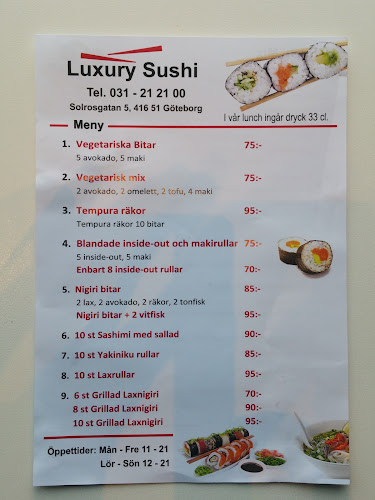 Luxury Sushi
Tel. 031 - 21 21 00
Solrosgatan 5, 416 51 Göteborg
I vår lunch ingår dryck 33 cl.
Meny
1. Vegetariska Bitar 75:-
5 avokado, 5 maki
2. Vegetarisk mix 75:-
2 avokado, 2 omelett, 2 tofu, 4 maki
3. Tempura räkor 95:-
Tempura räkor 10 bitar
4. Blandade inside-out och makirullar 75:-
5 inside-out, 5 maki
Enbart 8 inside-out rullar 70:-
5. Nigiri bitar 85:-
2 lax, 2 avokado, 2 räkor, 2 tonfisk
Nigiri bitar + 2 vitfisk 95:-
6. 10 st Sashimi med sallad 90:-
7. 10 st Yakiniku rullar 85:-
8. 10 st Laxrullar 95:-
9. 6 st Grillad Laxnigiri 70:-
8 st Grillad Laxnigiri 90:-
10 st Grillad Laxnigiri 95:-
Öppettider: Mån - Fre 11 - 21
Lör - Sön 12 - 21